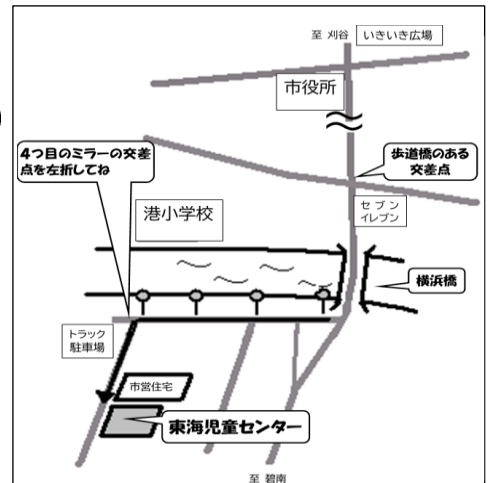 至 刈谷
いきいき広場
市役所
4つ目のミラーの交差
点を左折してね
歩道橋のある
交差点
セブン
イレブン
港小学校
横浜橋
トラック
駐車場
市営住宅
東海児童センター
至 碧南